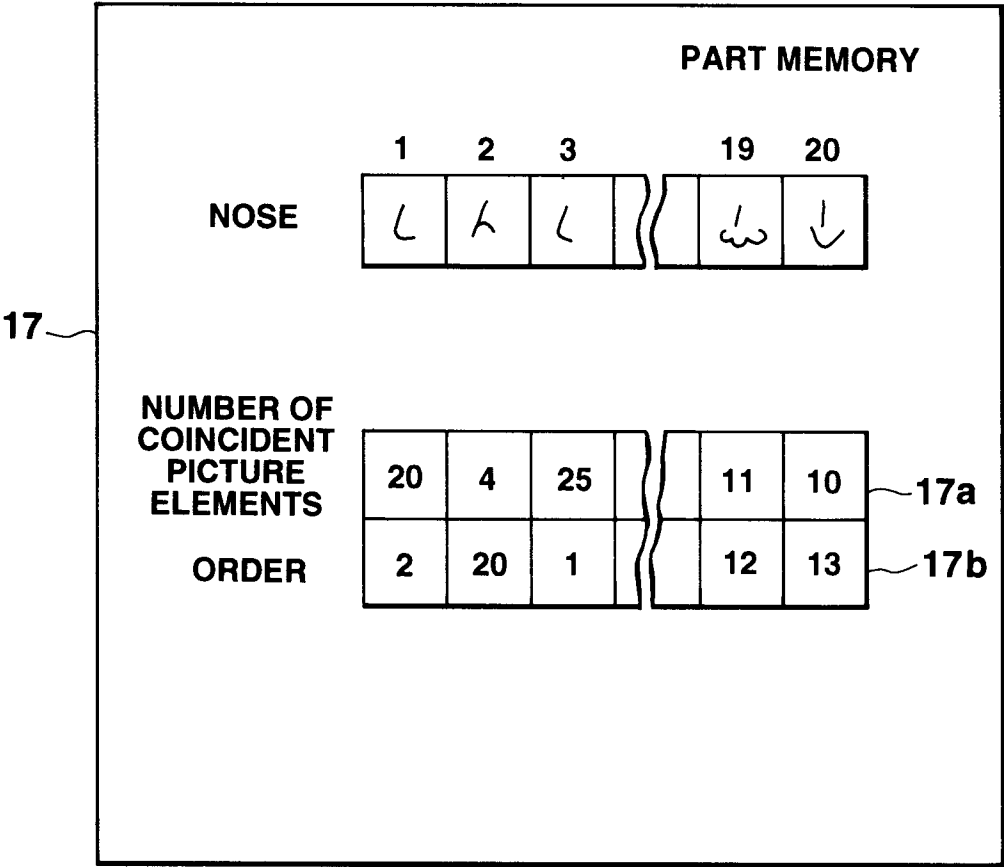 PART MEMORY
1 2 3 19 20
NOSE
17
NUMBER OF
COINCIDENT
PICTURE
ELEMENTS
20 4 25 11 10
17a
ORDER
2 20 1 12 13
17b